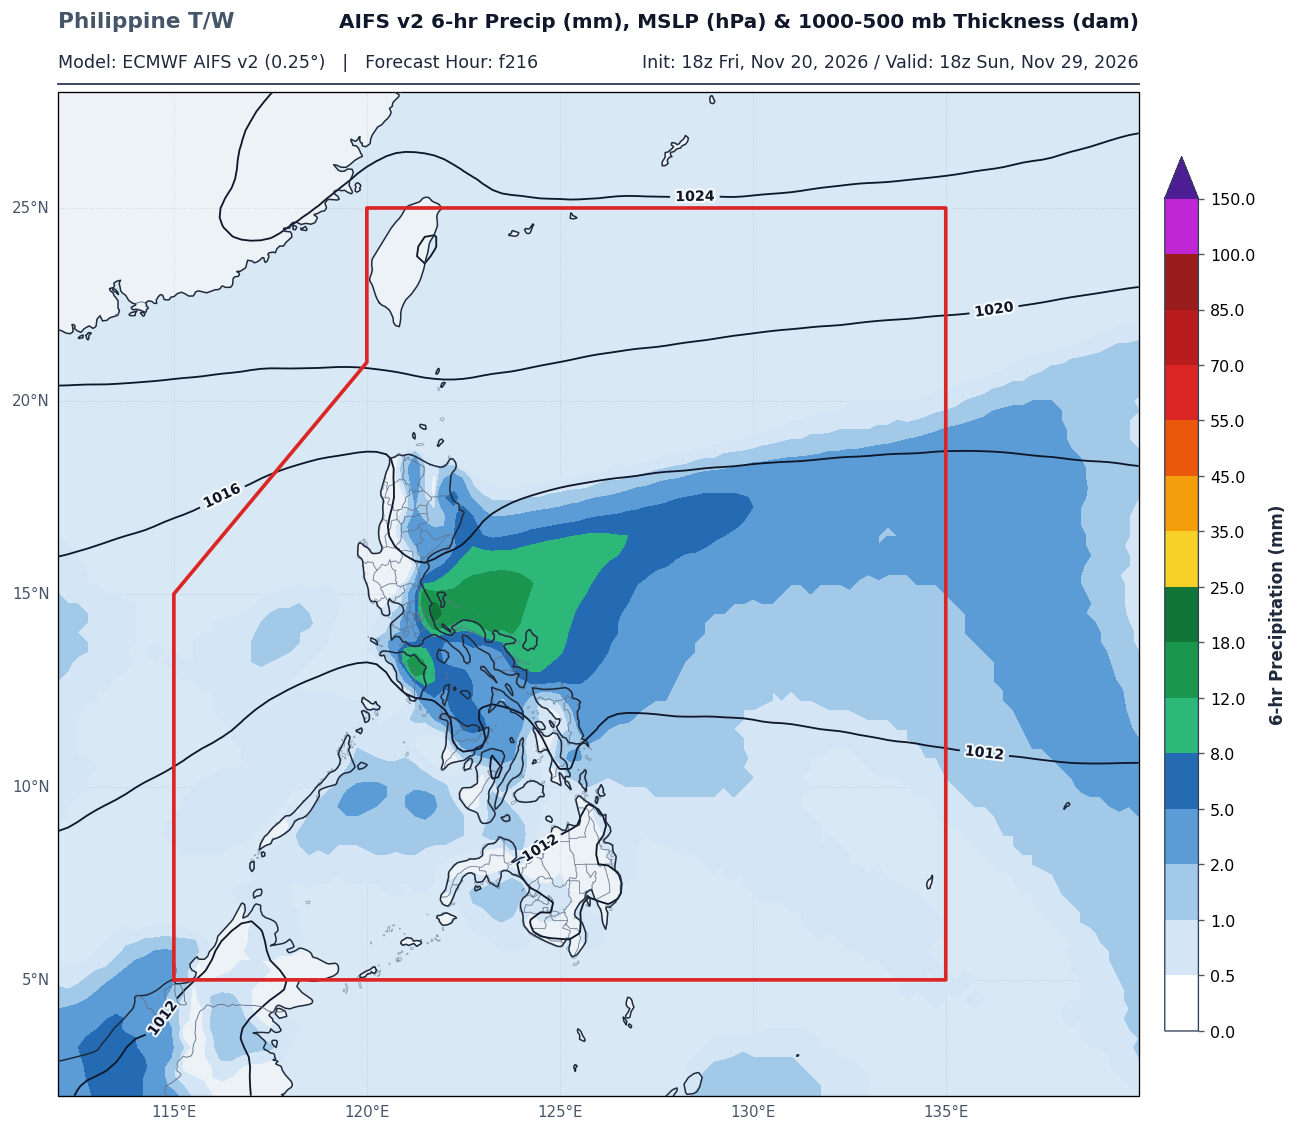 Philippine T/W
AIFS v2 6-hr Precip (mm), MSLP (hPa) & 1000-500 mb Thickness (dam)
Model: ECMWF AIFS v2 (0.25°) | Forecast Hour: f216
Init: 18z Fri, Nov 20, 2026 / Valid: 18z Sun, Nov 29, 2026
1024
1020
1016
1012
1012
1012
25°N
20°N
15°N
10°N
5°N
115°E
120°E
125°E
130°E
135°E
150.0
100.0
85.0
70.0
55.0
45.0
35.0
25.0
18.0
12.0
8.0
5.0
2.0
1.0
0.5
0.0
6-hr Precipitation (mm)